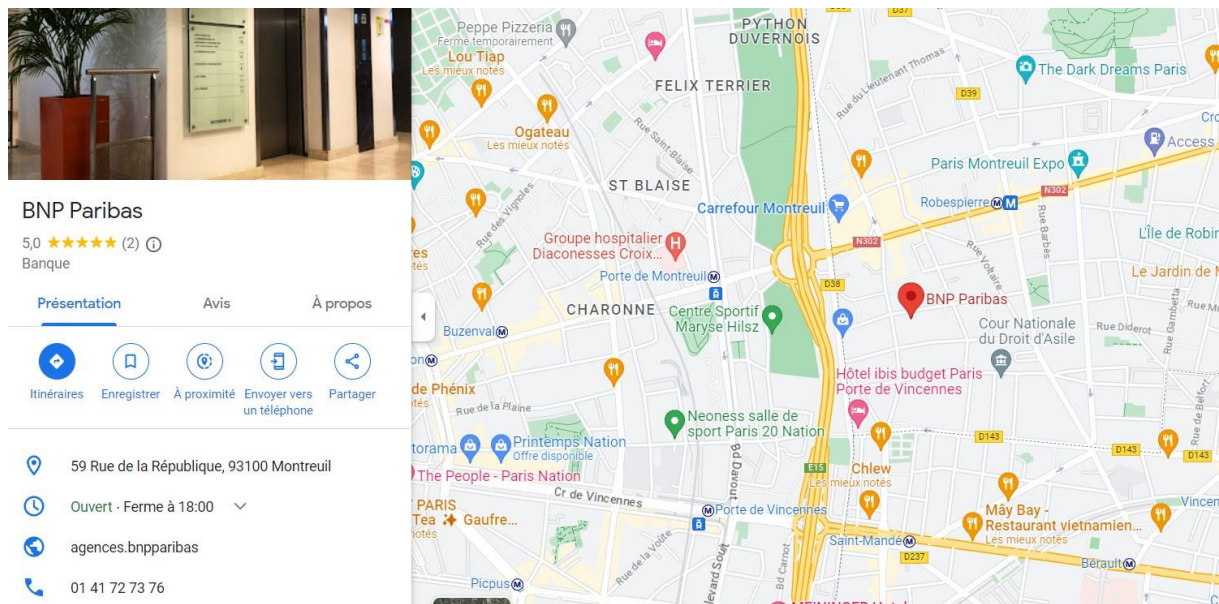 BNP Paribas
5,0 ★★★★★ (2)
Banque
Présentation Avis À propos
Itinéraires Enregistrer À proximité Envoyer vers un téléphone Partager
59 Rue de la République, 93100 Montreuil
Ouvert · Ferme à 18:00
agences.bnpparibas
01 41 72 73 76
Peppe Pizzeria
Fermé temporairement
Lou Tiap
Les mieux notés
PYTHON
DUVERNOIS
D37
FELIX TERRIER
Rue du Lieutenant Thomas
The Dark Dreams Paris
D39
Ogateau
Les mieux notés
Rue Saint-Blaise
Access
Paris Montreuil Expo
ST BLAISE
Rue des Vignoles
Carrefour Montreuil
Robespierre
N302
Rue Barbès
Groupe hospitalier
Diaconesses Croix...
N302
Rue Voltaire
L'Île de Robin
Porte de Montreuil
D38
Le Jardin de
BNP Paribas
CHARONNE
Centre Sportif
Maryse Hilsz
Buzenval
Cour Nationale
du Droit d'Asile
Rue Diderot
Rue Gambetta
Hôtel ibis budget Paris
Porte de Vincennes
de Phénix
Rue de la Plaine
Rue de Belfort
Neoness salle de
sport Paris 20 Nation
Printemps Nation
Offre disponible
torama
Bd Davout
D143
D143
D143
The People - Paris Nation
E15
Chlew
Les mieux notés
Cr de Vincennes
PARIS
Tea ✨ Gaufre...
Porte de Vincennes
Mây Bay -
Restaurant vietnamien...
Les mieux notés
Vincen
Saint-Mandé
D237
Rue de la Voûte
Bd Carnot
Bérault
Picpus
MEININGER Hotel